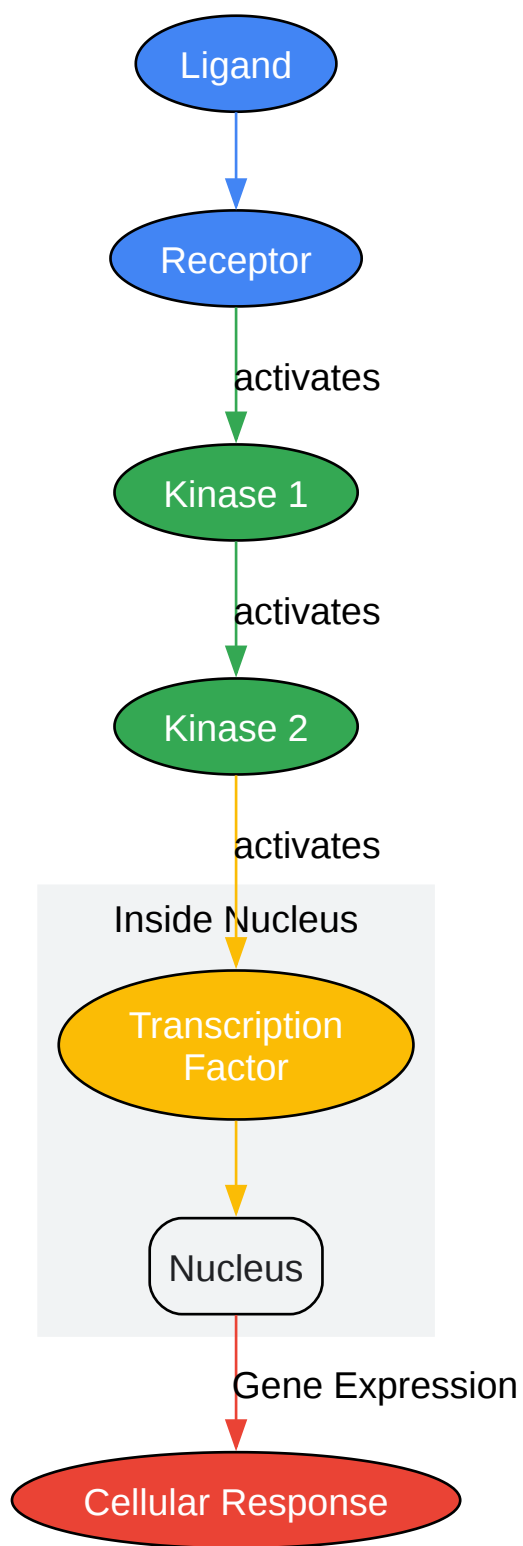 Ligand
Receptor
activates
Kinase 1
activates
Kinase 2
activates
Inside Nucleus
Transcription
Factor
Nucleus
Gene Expression
Cellular Response